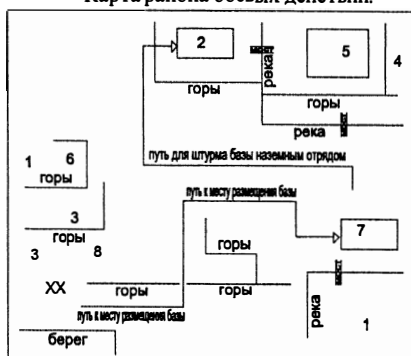 Карта района боевых действий.
2
мост
5
4
река
горы
горы
река
мост
1
6
горы
путь для штурма базы наземным отрядом
путь к месту размещения базы
3
горы
7
3
8
горы
мост
XX
горы
горы
путь к месту размещения базы
река
1
берег